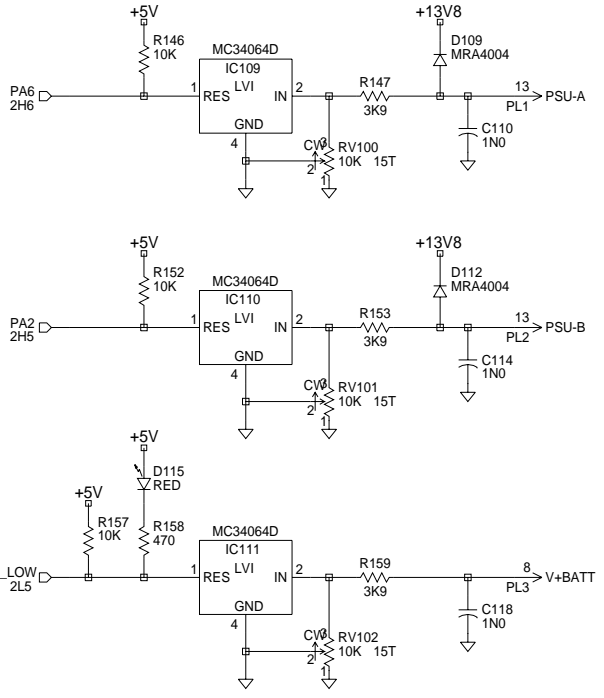 +5V
+13V8
R146
10K
MC34064D
IC109
LVI
D109
MRA4004
PA6
2H6
1
RES
IN
2
R147
3K9
13
PL1
PSU-A
GND
4
C110
1N0
CW
3
2
1
RV100
10K 15T
+5V
+13V8
R152
10K
MC34064D
IC110
LVI
D112
MRA4004
PA2
2H5
1
RES
IN
2
R153
3K9
13
PL2
PSU-B
GND
4
C114
1N0
CW
3
2
1
RV101
10K 15T
+5V
D115
RED
+5V
R157
10K
R158
470
MC34064D
IC111
LVI
_LOW
2L5
1
RES
IN
2
R159
3K9
8
PL3
V+BATT
GND
4
C118
1N0
CW
3
2
1
RV102
10K 15T